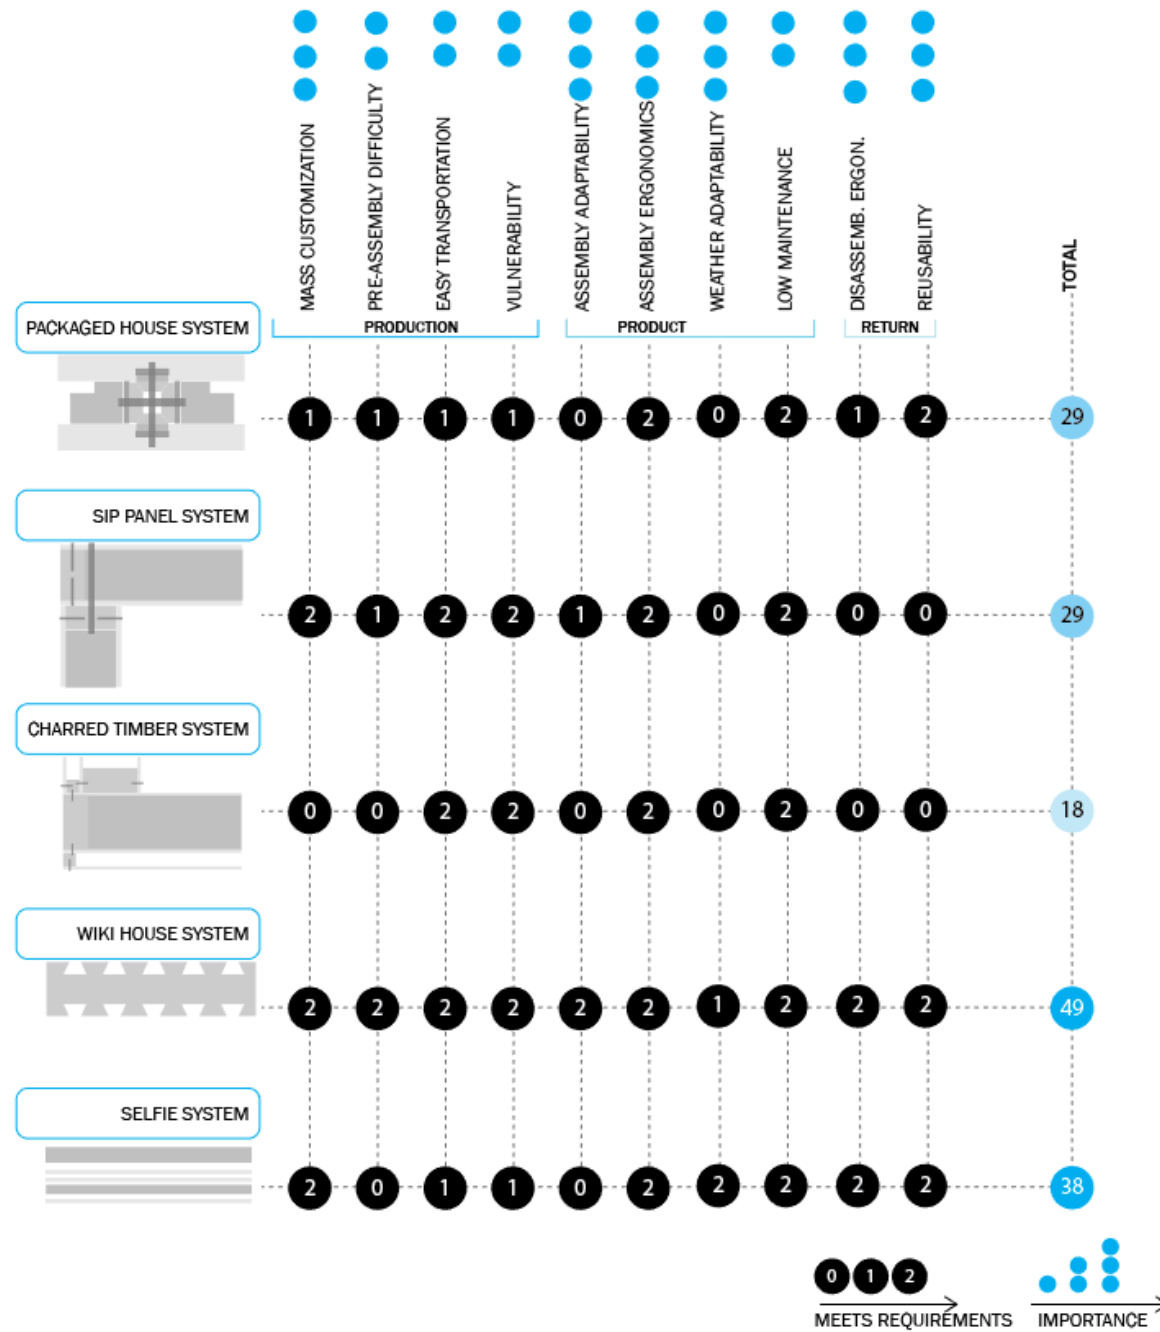 MASS CUSTOMIZATION
PRE-ASSEMBLY DIFFICULTY
EASY TRANSPORTATION
VULNERABILITY
ASSEMBLY ADAPTABILITY
ASSEMBLY ERGONOMICS
WEATHER ADAPTABILITY
LOW MAINTENANCE
DISASSEMB. ERGON.
REUSABILITY
TOTAL
PRODUCTION PRODUCT RETURN
PACKAGED HOUSE SYSTEM
1 1 1 1 0 2 0 2 1 2 29
SIP PANEL SYSTEM
2 1 2 2 1 2 0 2 0 0 29
CHARRED TIMBER SYSTEM
0 0 2 2 0 2 0 2 0 0 18
WIKI HOUSE SYSTEM
2 2 2 2 2 2 1 2 2 2 49
SELFIE SYSTEM
2 0 1 1 0 2 2 2 2 2 38
0 1 2
MEETS REQUIREMENTS
IMPORTANCE